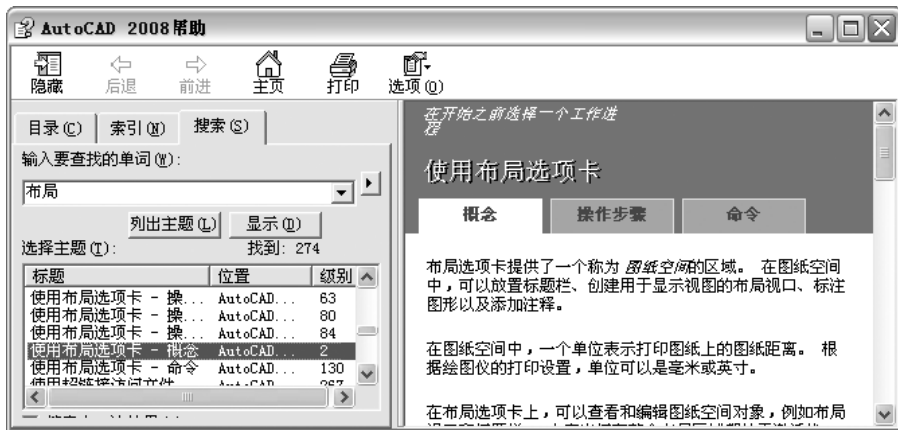 AutoCAD 2008帮助
隐藏 后退 前进 主页 打印 选项(O)
目录(C) 索引(N) 搜索(S)
输入要查找的单词(W):
布局
列出主题(L) 显示(D)
选择主题(T): 找到: 274
标题 位置 级别
使用布局选项卡 - 操... AutoCAD... 63
使用布局选项卡 - 操... AutoCAD... 80
使用布局选项卡 - 操... AutoCAD... 84
使用布局选项卡 - 概念 AutoCAD... 2
使用布局选项卡 - 命令 AutoCAD... 130
使用超链接访问文件 AutoCAD... 267
在开始之前选择一个工作进
程
使用布局选项卡
概念 操作步骤 命令
布局选项卡提供了一个称为 图纸空间的区域。 在图纸空间
中，可以放置标题栏、创建用于显示视图的布局视口、标注
图形以及添加注释。
在图纸空间中，一个单位表示打印图纸上的图纸距离。 根
据绘图仪的打印设置，单位可以是毫米或英寸。
在布局选项卡上，可以查看和编辑图纸空间对象，例如布局